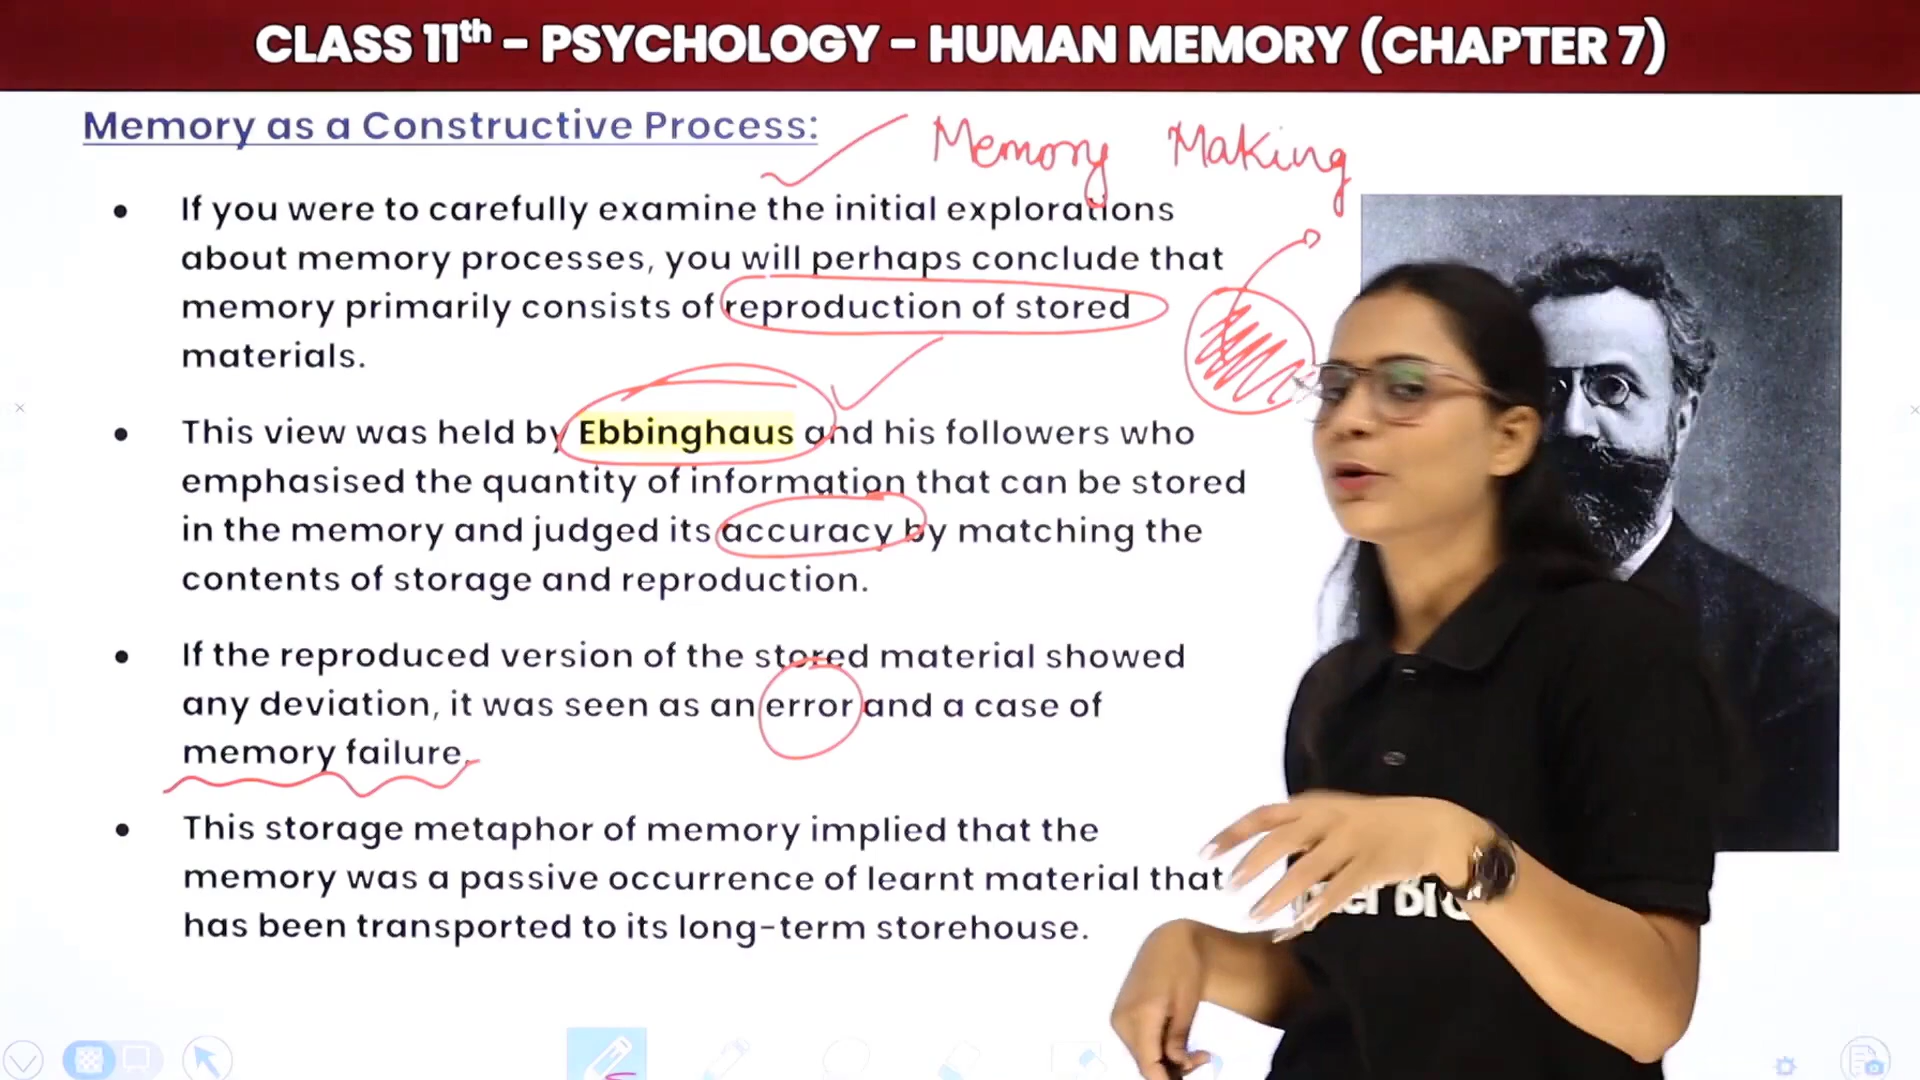 CLASS 11th – PSYCHOLOGY – HUMAN MEMORY (CHAPTER 7)
Memory as a Constructive Process:
Memory Making
• If you were to carefully examine the initial explorations
about memory processes, you will perhaps conclude that
memory primarily consists of reproduction of stored
materials.
• This view was held by Ebbinghaus and his followers who
emphasised the quantity of information that can be stored
in the memory and judged its accuracy by matching the
contents of storage and reproduction.
• If the reproduced version of the stored material showed
any deviation, it was seen as an error and a case of
memory failure.
• This storage metaphor of memory implied that the
memory was a passive occurrence of learnt material that
has been transported to its long-term storehouse.